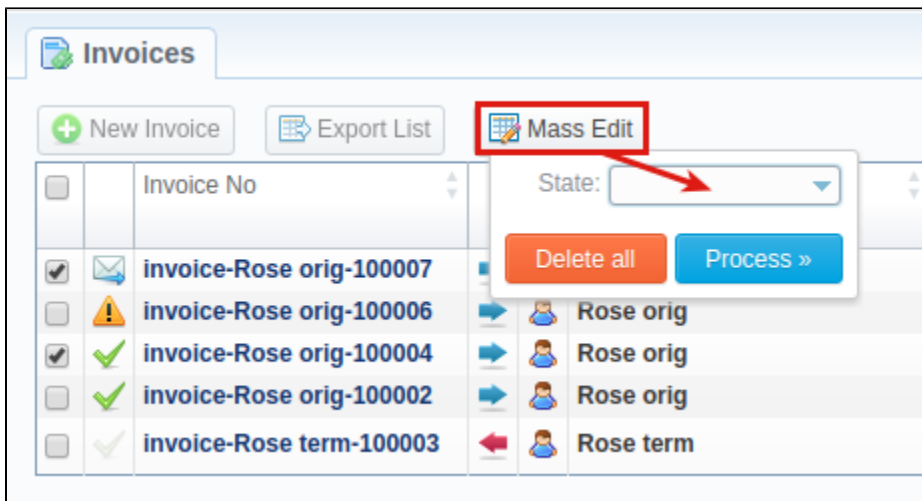 Invoices
New Invoice
Export List
Mass Edit
Invoice No
State:
Delete all
Process »
invoice-Rose orig-100007
invoice-Rose orig-100006 Rose orig
invoice-Rose orig-100004 Rose orig
invoice-Rose orig-100002 Rose orig
invoice-Rose term-100003 Rose term